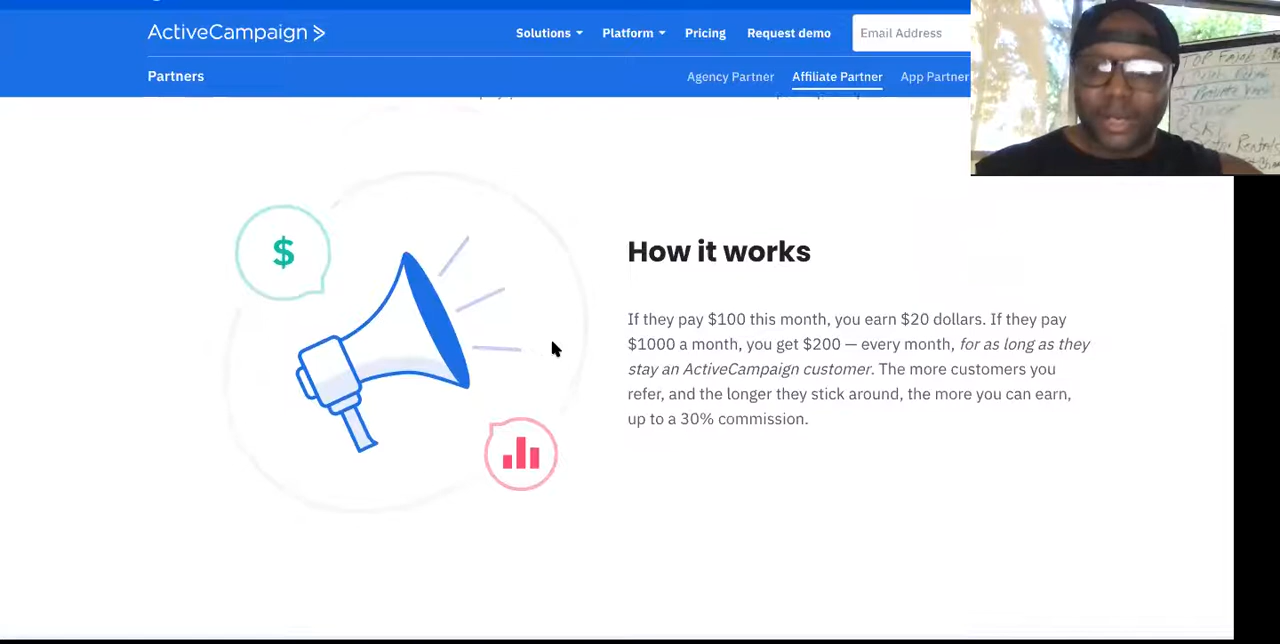 ActiveCampaign >
Solutions
Platform
Pricing
Request demo
Email Address
Partners
Agency Partner
Affiliate Partner
App Partner
TOP
$
How it works
If they pay $100 this month, you earn $20 dollars. If they pay
$1000 a month, you get $200 — every month, for as long as they
stay an ActiveCampaign customer. The more customers you
refer, and the longer they stick around, the more you can earn,
up to a 30% commission.